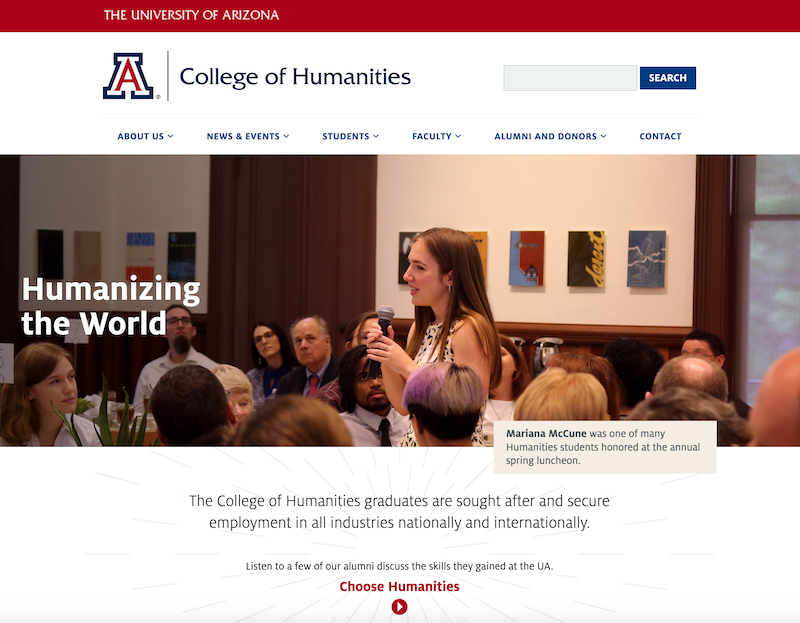 THE UNIVERSITY OF ARIZONA
A
®
College of Humanities
SEARCH
ABOUT US
NEWS & EVENTS
STUDENTS
FACULTY
ALUMNI AND DONORS
CONTACT
Humanizing
the World
Mariana McCune was one of many
Humanities students honored at the annual
spring luncheon.
The College of Humanities graduates are sought after and secure
employment in all industries nationally and internationally.
Listen to a few of our alumni discuss the skills they gained at the UA.
Choose Humanities